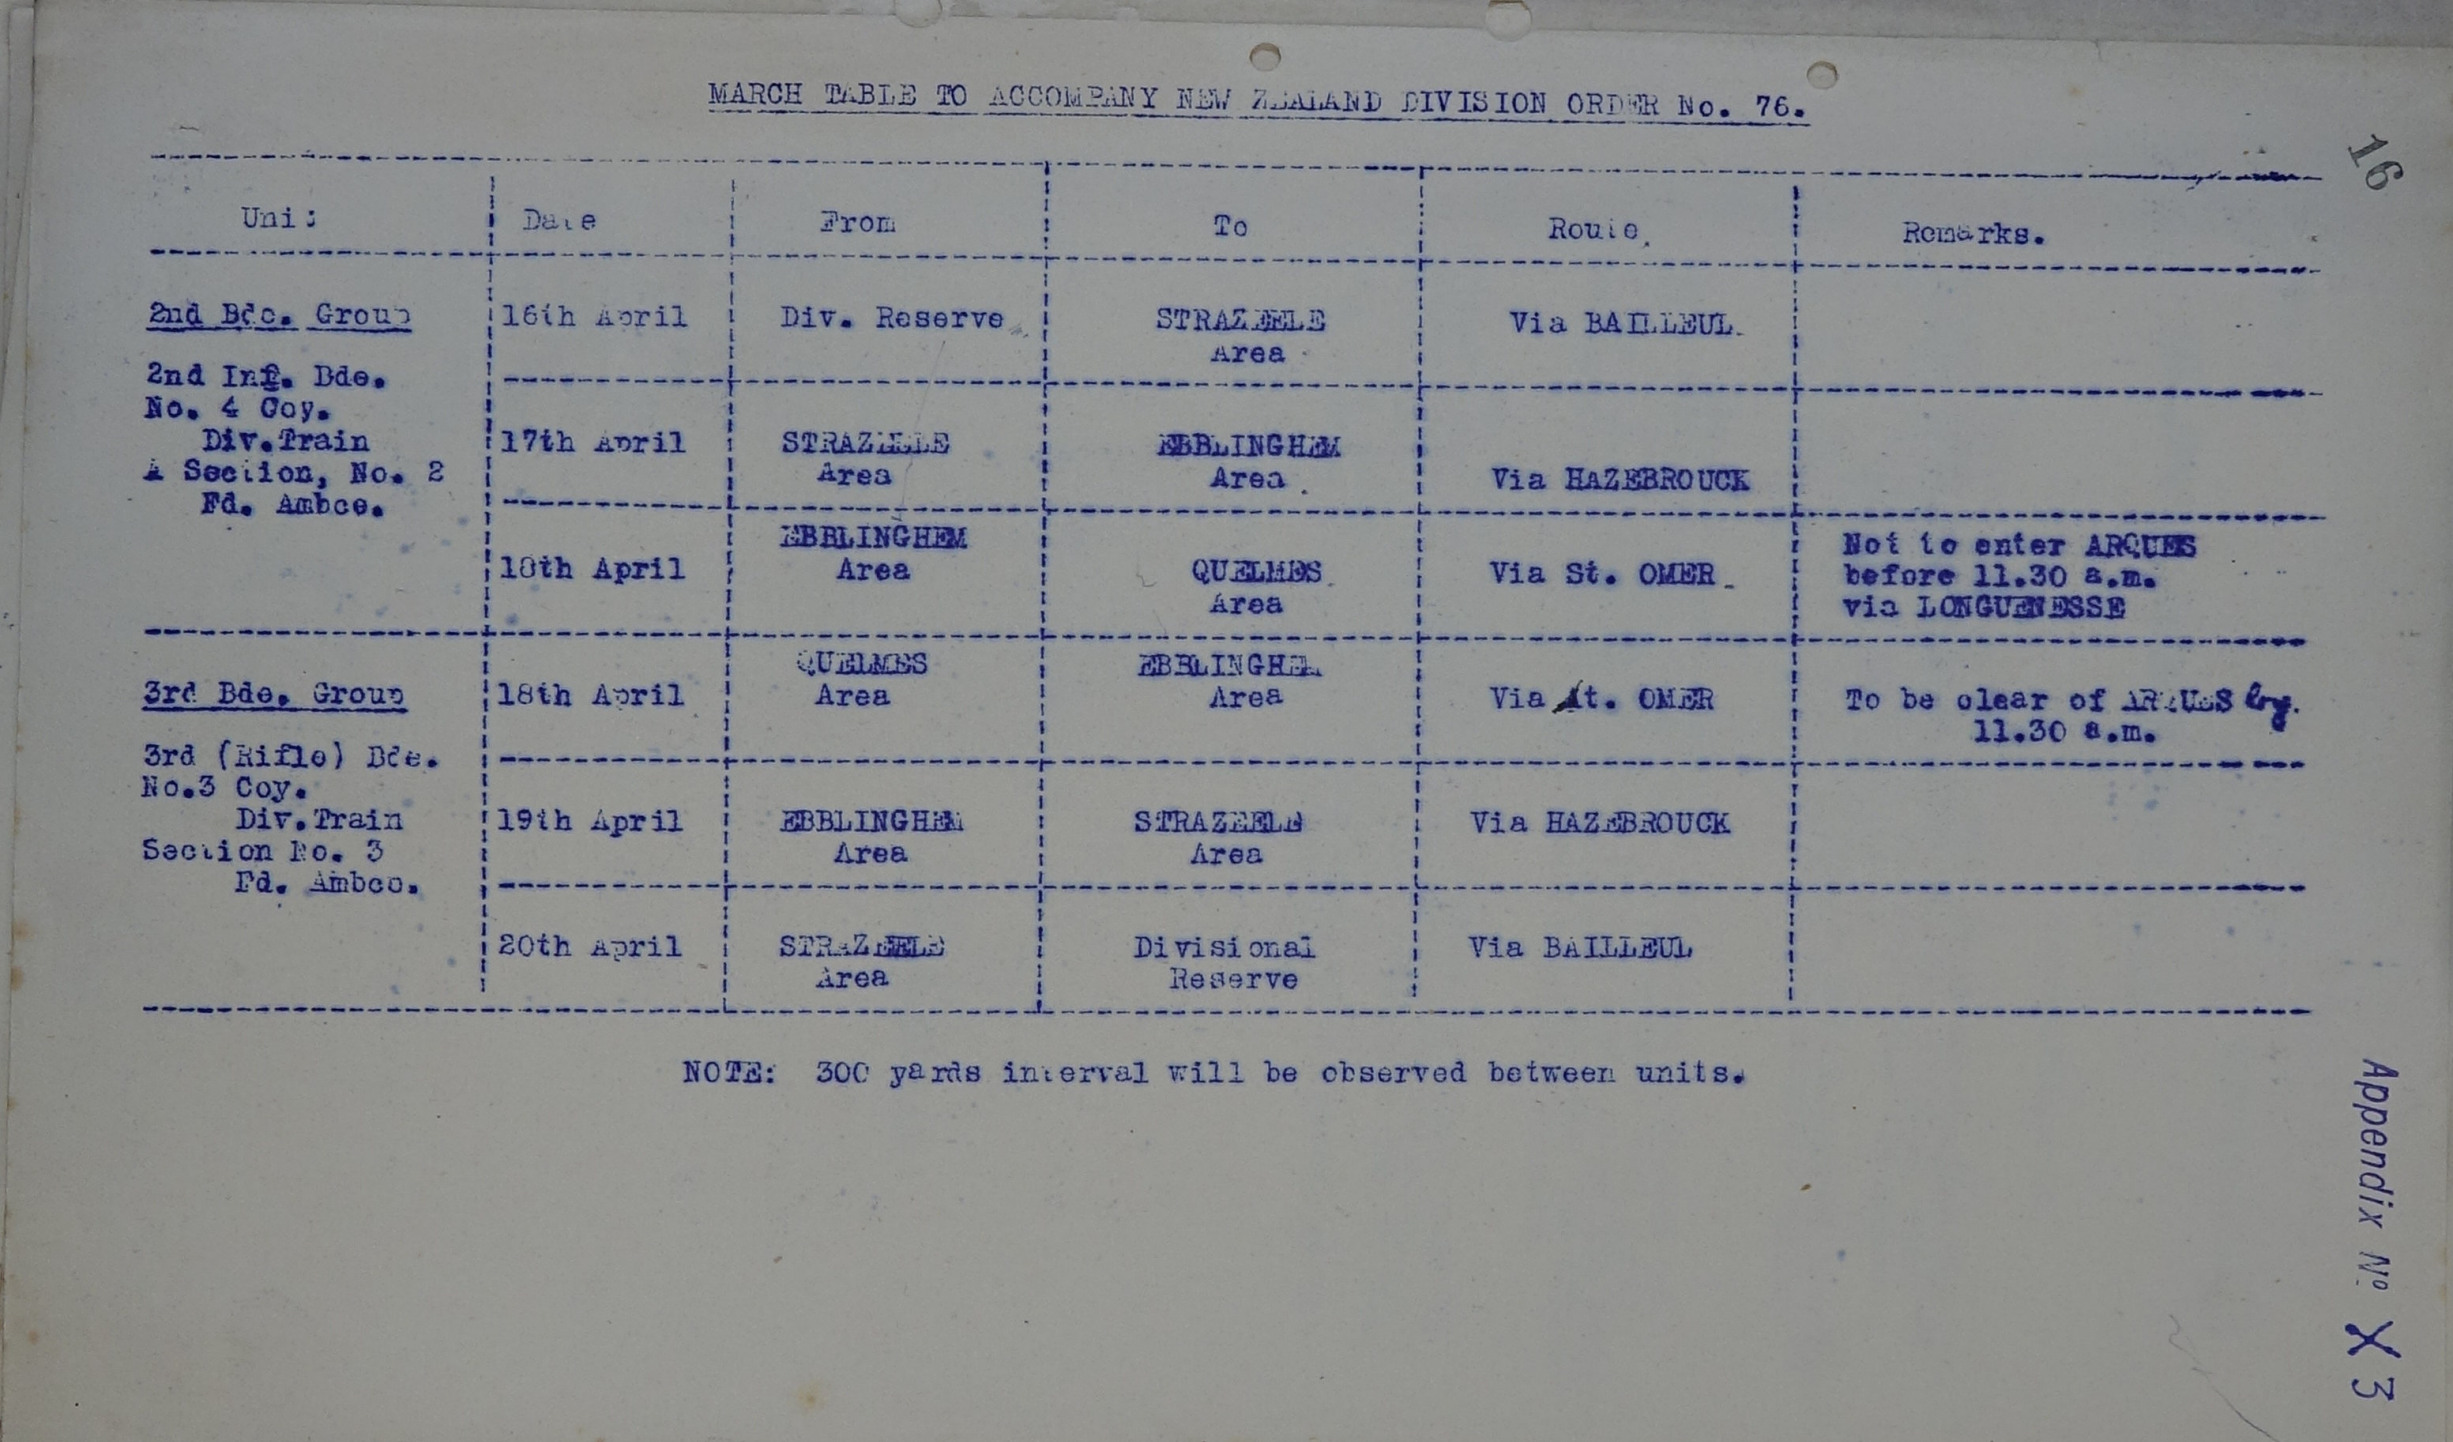 MARCH TABLE TO ACCOMPANY NEW ZEALAND DIVISION ORDER No. 76.
16
Unit Date From To Route. Remarks.
2nd Bde. Group 16th April Div. Reserve STRAZEELE Via BAILLEUL.
Area
2nd Inf. Bde.
No. 4 Coy.
Div.Train 17th April STRAZEELE EBBLINGHEM
A Section, No. 2 Area Area. Via HAZEBROUCK
Fd. Ambce.
EBBLINGHEM Not to enter ARQUES
18th April Area QUELMES Via St. OMER before 11.30 a.m.
Area via LONGUENESSE
QUELMES EBBLINGHEM
3rd Bde. Group 18th April Area Area Via St. OMER To be clear of ARQUES by.
11.30 a.m.
3rd (Rifle) Bde.
No.3 Coy.
Div.Train 19th April EBBLINGHEM STRAZEELE Via HAZEBROUCK
Section No. 3 Area Area
Fd. Ambce.
20th April STRAZEELE Divisional Via BAILLEUL
Area Reserve
NOTE: 300 yards interval will be observed between units.
Appendix No X 3